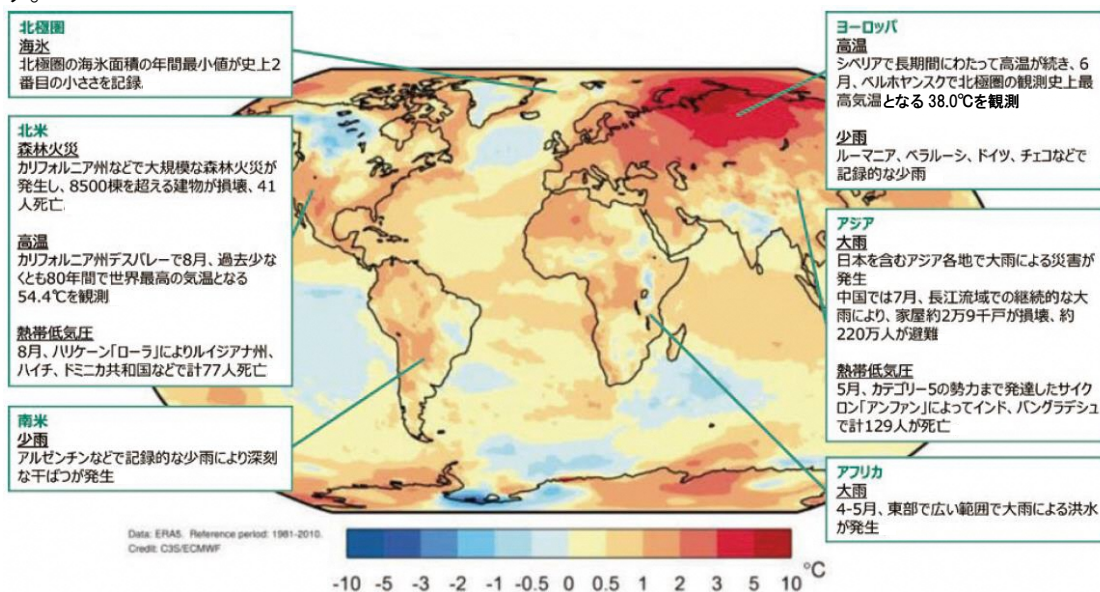 す。
北極圏
海氷
北極圏の海氷面積の年間最小値が史上2
番目の小ささを記録
北米
森林火災
カリフォルニア州などで大規模な森林火災が
発生し、8500棟を超える建物が損壊、41
人死亡
高温
カリフォルニア州デスバレーで8月、過去少な
くとも80年間で世界最高の気温となる
54.4℃を観測
熱帯低気圧
8月、ハリケーン「ローラ」によりルイジアナ州、
ハイチ、ドミニカ共和国などで計77人死亡
南米
少雨
アルゼンチンなどで記録的な少雨により深刻
な干ばつが発生
ヨーロッパ
高温
シベリアで長期間にわたって高温が続き、6
月、ベルホヤンスクで北極圏の観測史上最
高気温となる 38.0℃を観測
少雨
ルーマニア、ベラルーシ、ドイツ、チェコなどで
記録的な少雨
アジア
大雨
日本を含むアジア各地で大雨による災害が
発生
中国では7月、長江流域での継続的な大
雨により、家屋約2万9千戸が損壊、約
220万人が避難
熱帯低気圧
5月、カテゴリー5の勢力まで発達したサイク
ロン「アンファン」によってインド、バングラデシュ
で計129人が死亡
アフリカ
大雨
4-5月、東部で広い範囲で大雨による洪水
が発生
Data: ERA5. Reference period: 1981-2010.
Credit: C3S/ECMWF
-10 -5 -3 -2 -1 -0.5 0 0.5 1 2 3 5 10 °C